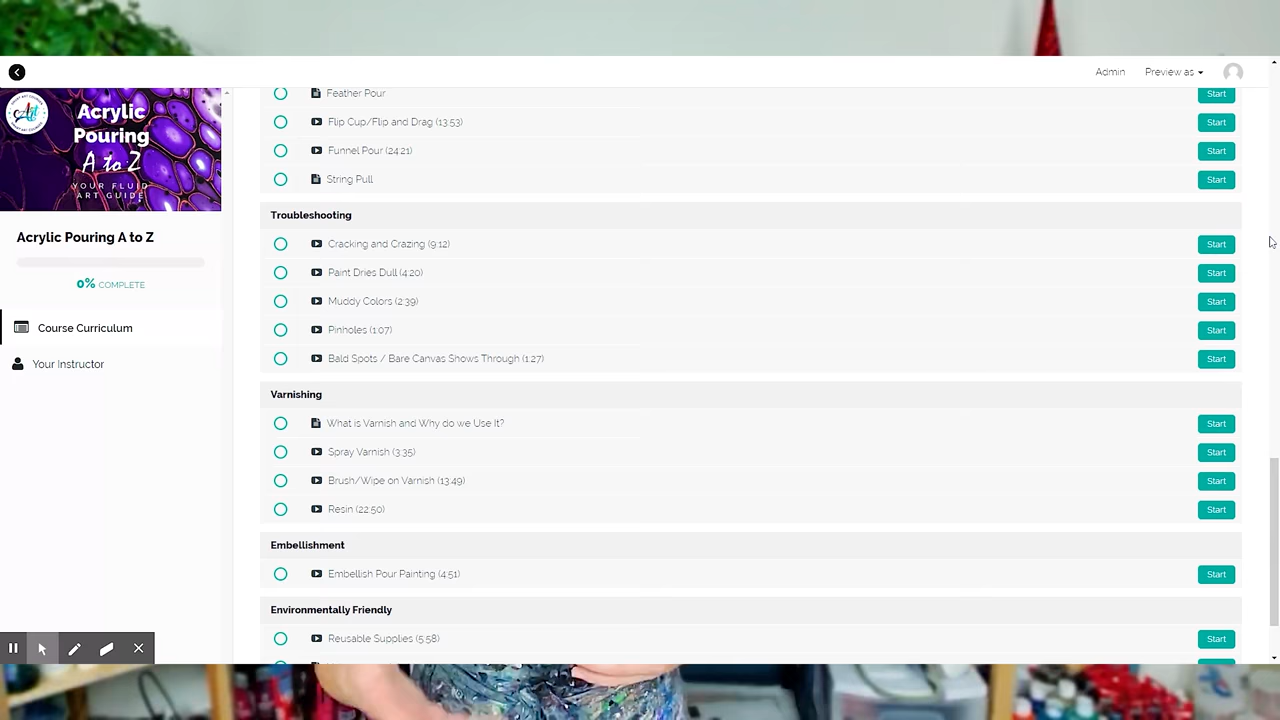 Admin
Preview as
Art
Acrylic
Pouring
A to Z
YOUR FLUID
ART GUIDE
Acrylic Pouring A to Z
0% COMPLETE
Course Curriculum
Your Instructor
Feather Pour Start
Flip Cup/Flip and Drag (13:53) Start
Funnel Pour (24:21) Start
String Pull Start
Troubleshooting
Cracking and Crazing (9:12) Start
Paint Dries Dull (4:20) Start
Muddy Colors (2:39) Start
Pinholes (1:07) Start
Bald Spots / Bare Canvas Shows Through (1:27) Start
Varnishing
What is Varnish and Why do we Use It? Start
Spray Varnish (3:35) Start
Brush/Wipe on Varnish (13:49) Start
Resin (22:50) Start
Embellishment
Embellish Pour Painting (4:51) Start
Environmentally Friendly
Reusable Supplies (5:58) Start